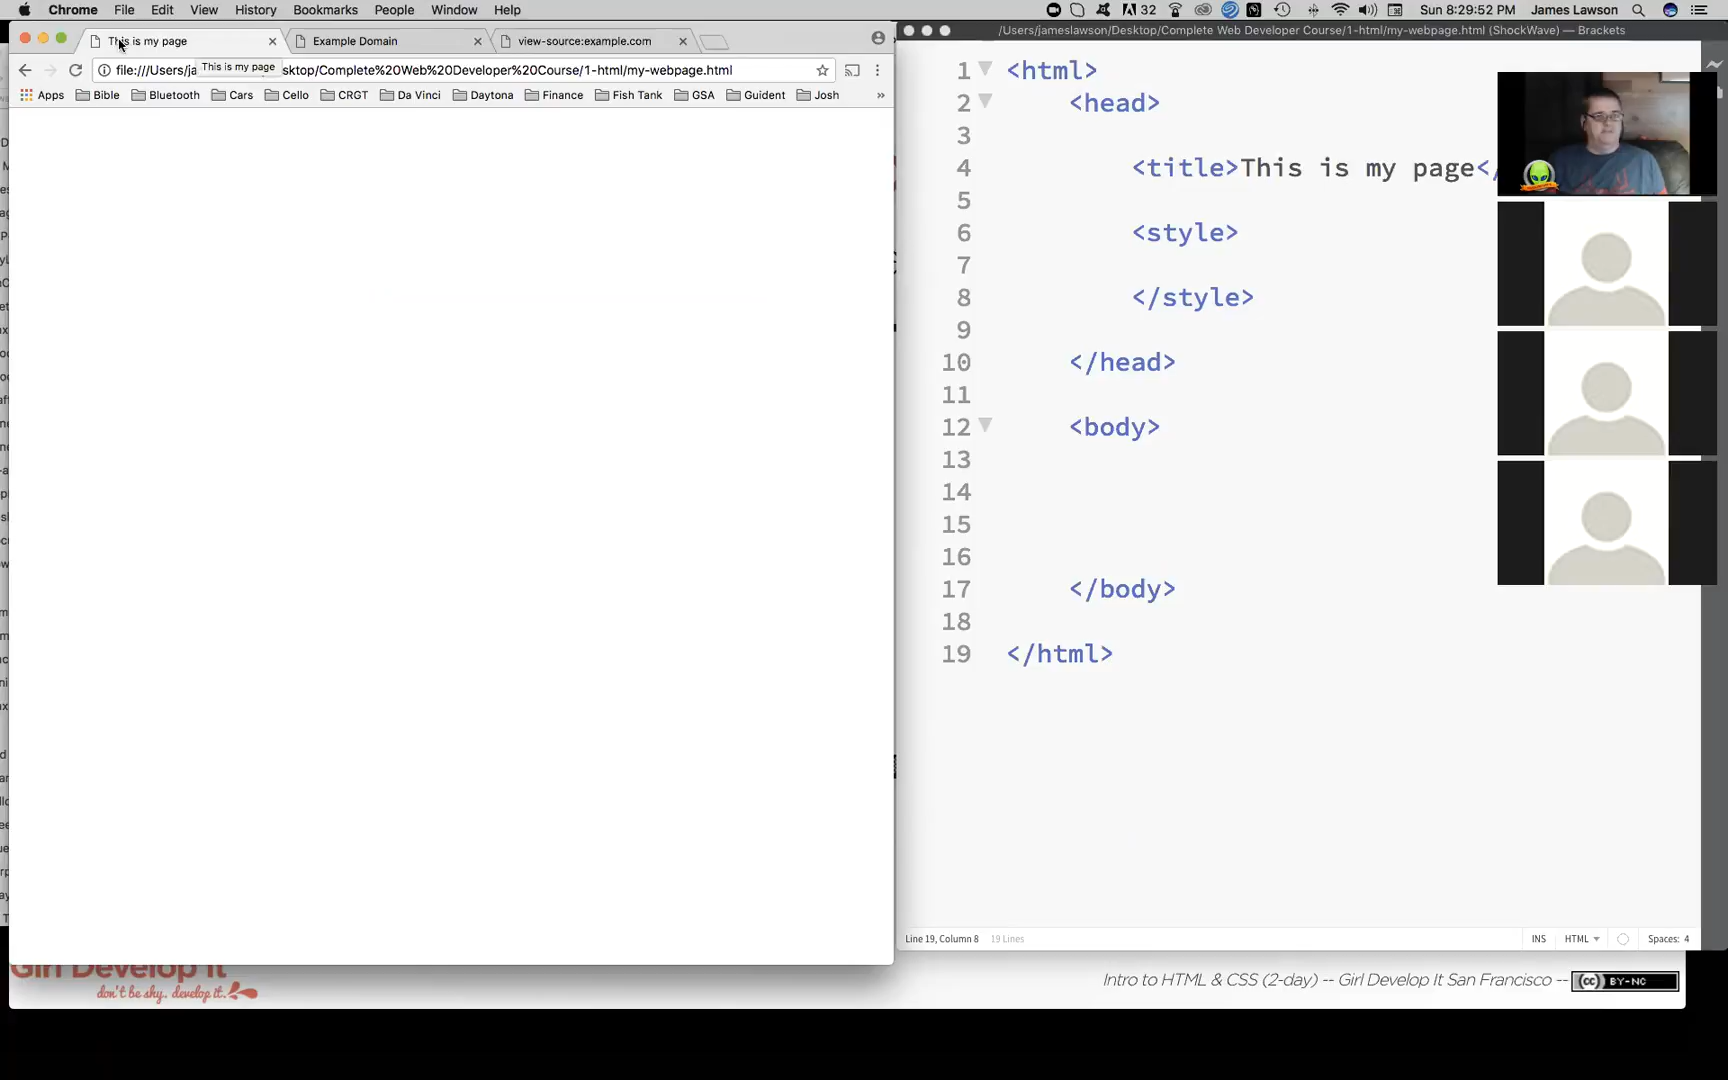 Chrome File Edit View History Bookmarks People Window Help
32 Sun 8:29:52 PM James Lawson
This is my page
Example Domain
view-source:example.com
This is my page
sktop/Complete%20Web%20Developer%20Course/1-html/my-webpage.html
Apps Bible Bluetooth Cars Cello CRGT Da Vinci Daytona Finance Fish Tank GSA Guident Josh »
/Users/jameslawson/Desktop/Complete Web Developer Course/1-html/my-webpage.html (ShockWave) — Brackets
1 <html>
2 <head>
3
4 <title>This is my page</
5
6 <style>
7
8 </style>
9
10 </head>
11
12 <body>
13
14
15
16
17 </body>
18
19 </html>
Line 19, Column 8 19 Lines
INS HTML Spaces: 4
Girl Develop It
don't be shy.. develop it.
Intro to HTML & CSS (2-day) -- Girl Develop It San Francisco --
cc BY-NC